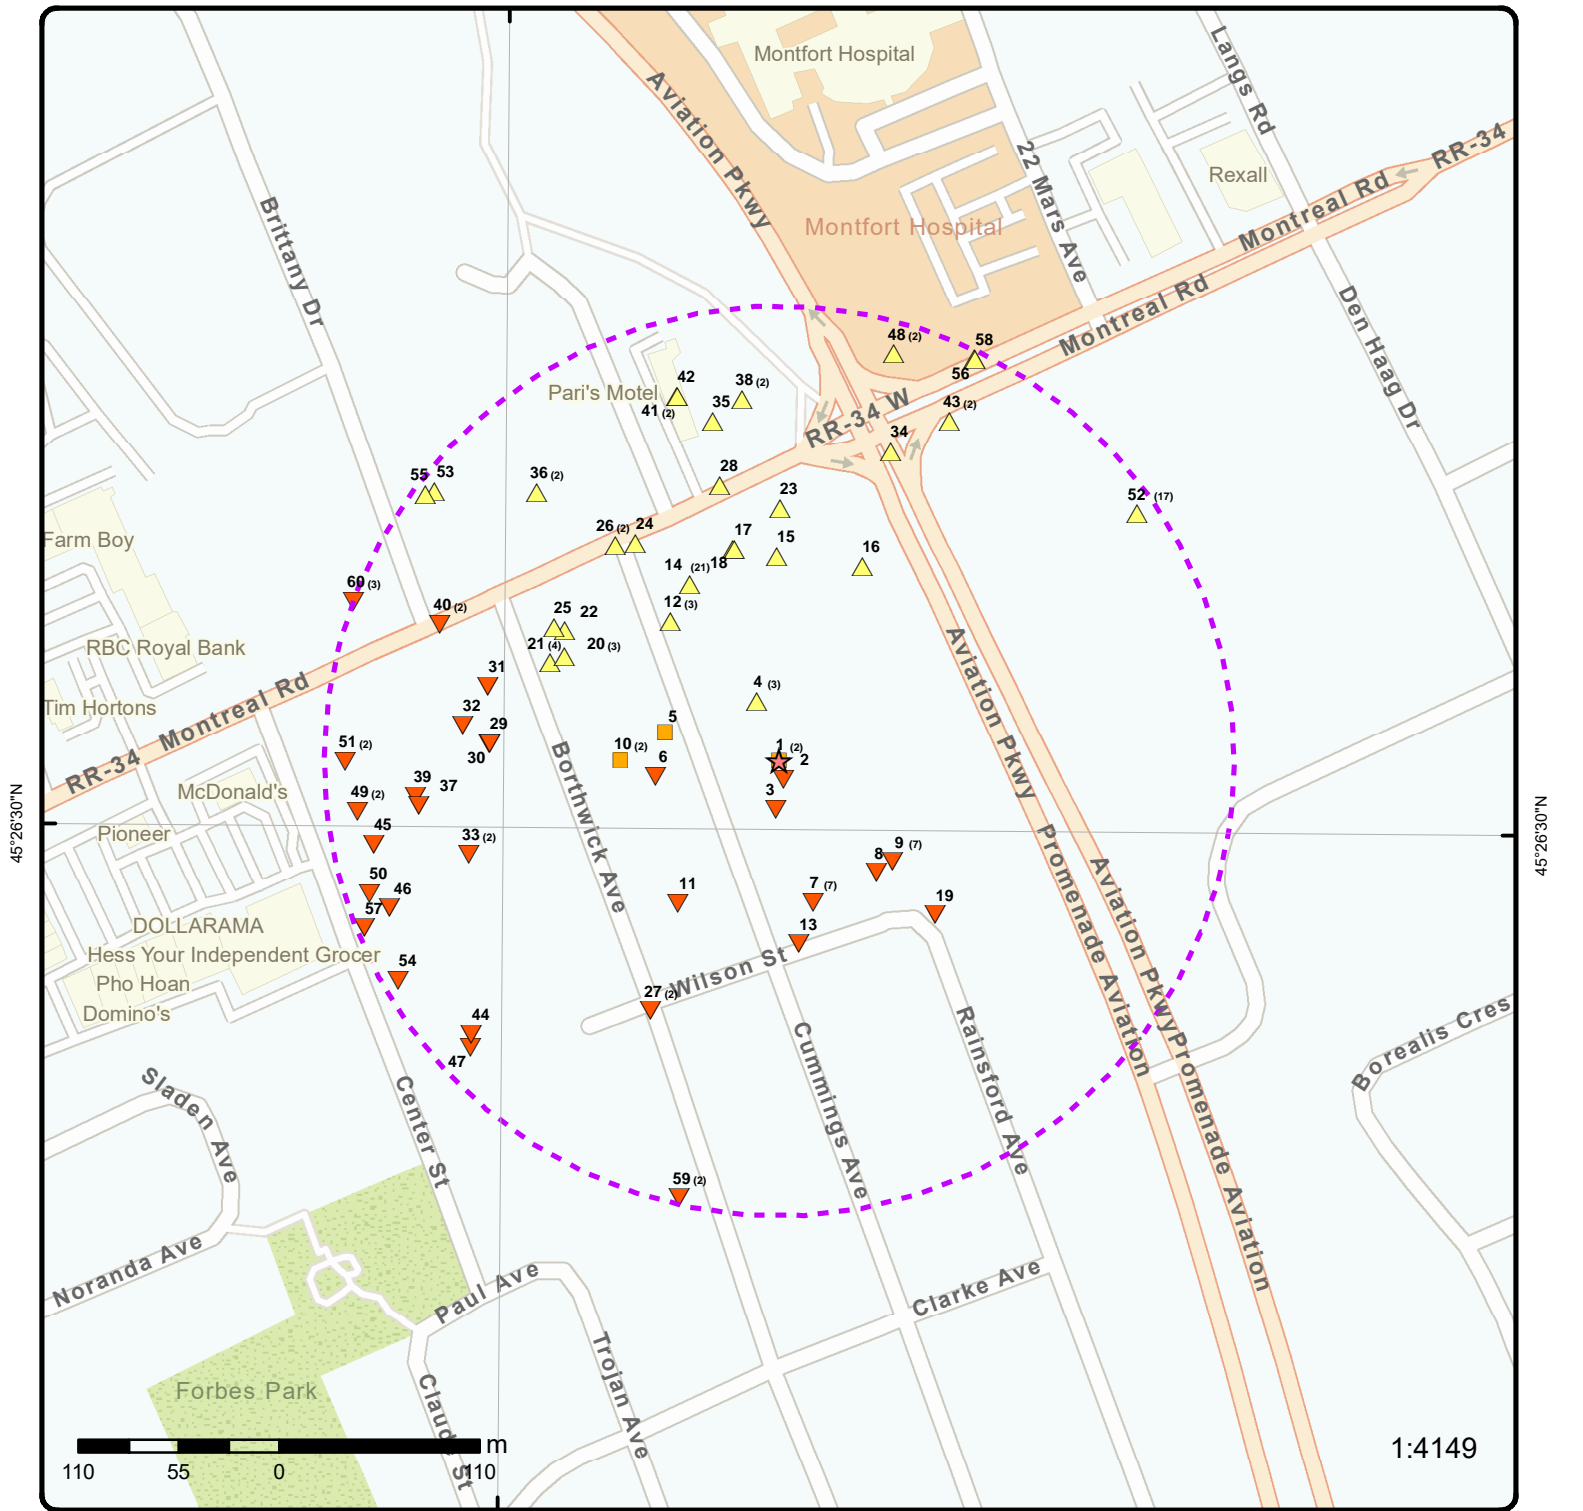 Montfort Hospital
Langs Rd
RR-34
Aviation Pkwy
22 Mars Ave
Rexall
Montreal Rd
Montfort Hospital
Brittany Dr
Montreal Rd
Den Haag Dr
48 (2)
58
56
42
Pari's Motel
41 (2)
38 (2)
35
43 (2)
RR-34 W
34
55
53
36 (2)
28
23
52 (17)
26 (2)
24
17
18
15
16
Farm Boy
14 (21)
60 (3)
40 (2)
12 (3)
25
22
21 (4)
20 (3)
RBC Royal Bank
31
4 (3)
Tim Hortons
Montreal Rd
RR-34
32
29
30
5
10 (2)
6
1 (2)
2
3
51 (2)
Aviation Pkwy
McDonald's
39
37
49 (2)
Pioneer
45
33 (2)
45°26'30"N
45°26'30"N
Borthwick Ave
8
9 (7)
50
46
57
11
7 (7)
19
13
DOLLARAMA
Hess Your Independent Grocer
Pho Hoan
Domino's
54
Wilson St
27 (2)
44
47
Promenade Aviation
Aviation Pkwy
Promenade Aviation
Borealis Cres
Sladen Ave
Center St
Cummings Ave
Rainsford Ave
59 (2)
Noranda Ave
Paul Ave
Clarke Ave
Trojan Ave
Forbes Park
Claude St
m
110
55
0
110
1:4149